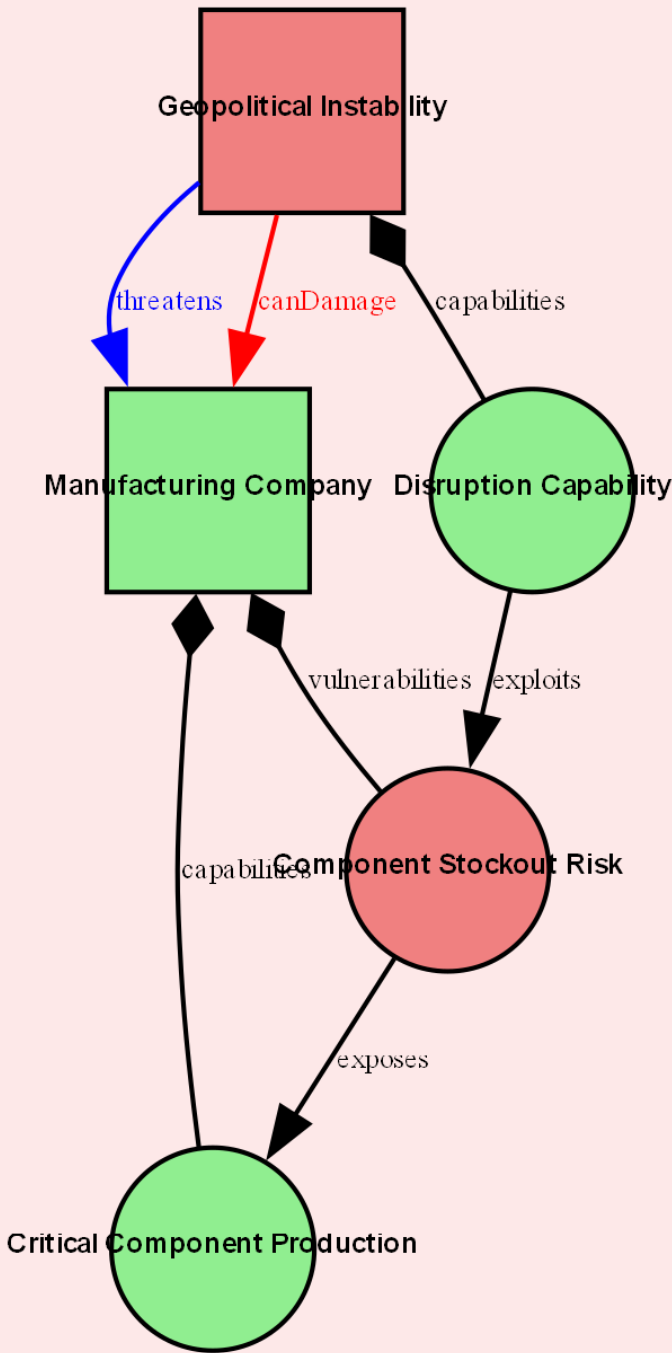 Geopolitical Instability
threatens
canDamage
capabilities
Manufacturing Company
Disruption Capability
vulnerabilities
exploits
capabilities
Component Stockout Risk
exposes
Critical Component Production